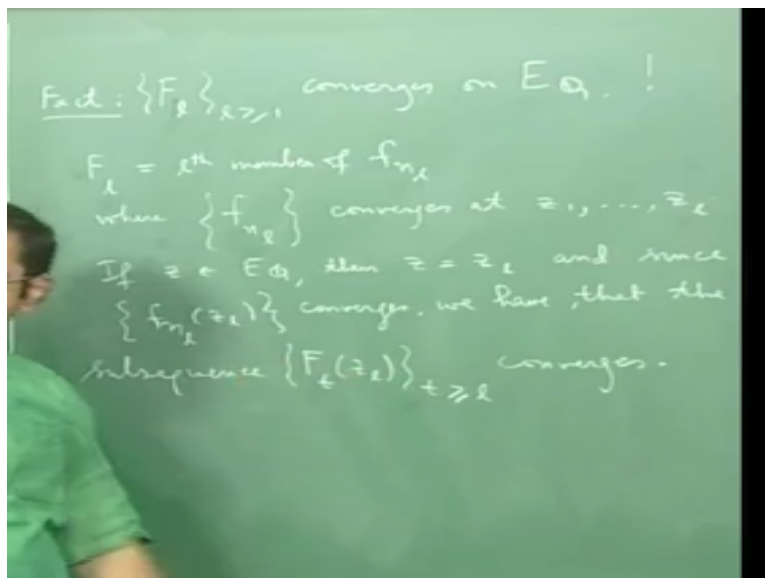 Fact: {F_l}_{l≥1} converges on E_Q. !
F_l = l^th member of f_{n_l}
where {f_{n_l}} converges at z_1, ..., z_l.
If z ∈ E_Q, then z = z_l and since
{f_{n_l}(z_l)} converges, we have, that the
subsequence {F_t(z_l)}_{t≥l} converges.